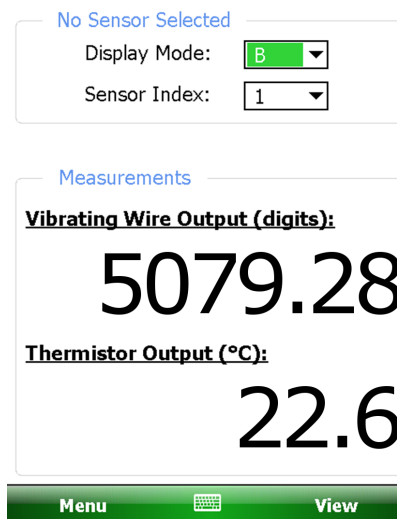 No Sensor Selected
Display Mode: B
Sensor Index: 1
Measurements
Vibrating Wire Output (digits):
5079.28
Thermistor Output (°C):
22.6
Menu View